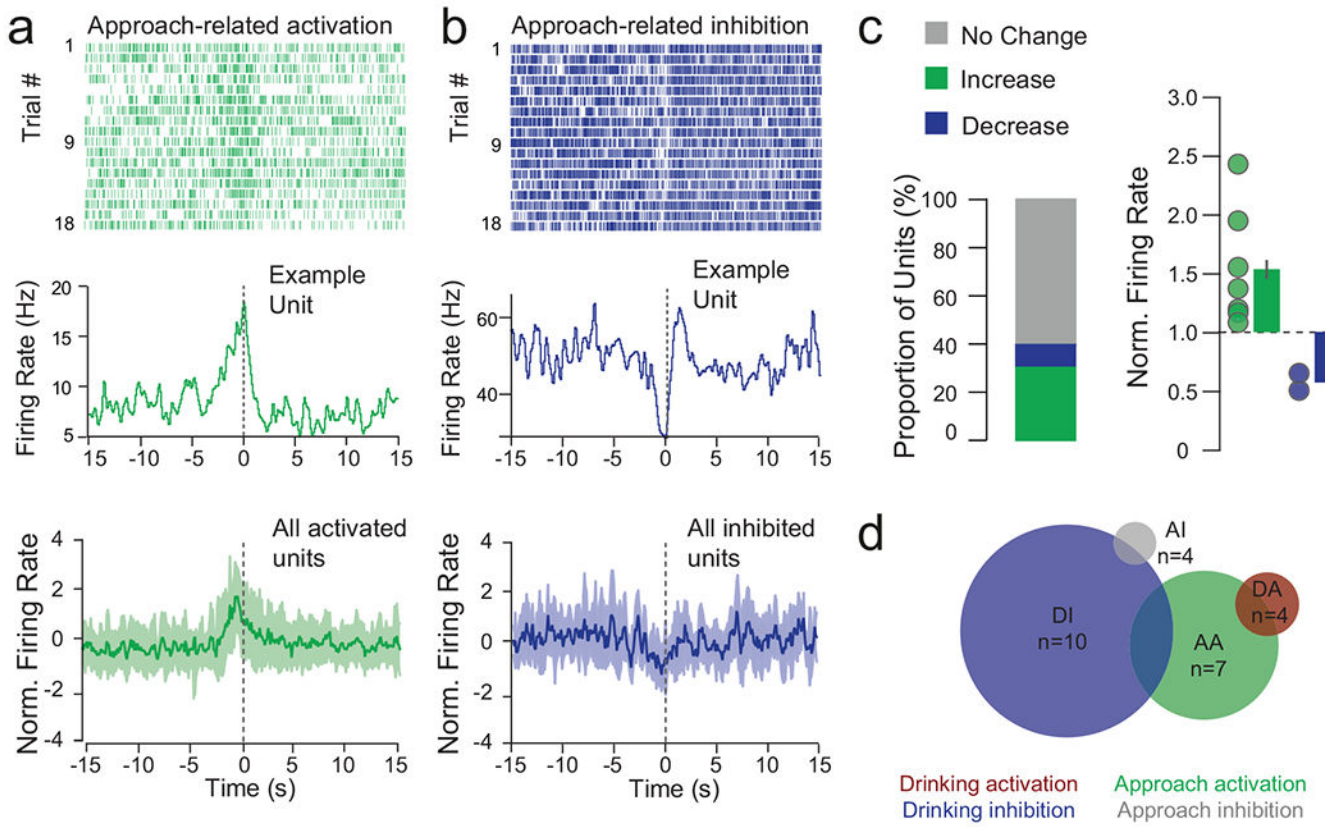 a
Approach-related activation
1
9
18
Trial #
Example
Unit
Firing Rate (Hz)
20
15
10
5
-15 -10 -5 0 5 10 15
All activated
units
Norm. Firing Rate
4
2
0
-2
-4
-15 -10 -5 0 5 10 15
Time (s)
b
Approach-related inhibition
1
9
18
Trial #
Example
Unit
Firing Rate (Hz)
60
40
-15 -10 -5 0 5 10 15
All inhibited
units
Norm. Firing Rate
4
2
0
-2
-4
-15 -10 -5 0 5 10 15
Time (s)
c
No Change
Increase
Decrease
Proportion of Units (%)
100
80
60
40
20
0
Norm. Firing Rate
3.0
2.5
2.0
1.5
1.0
0.5
0
d
AI
n=4
DI
n=10
DA
n=4
AA
n=7
Drinking activation
Approach activation
Drinking inhibition
Approach inhibition